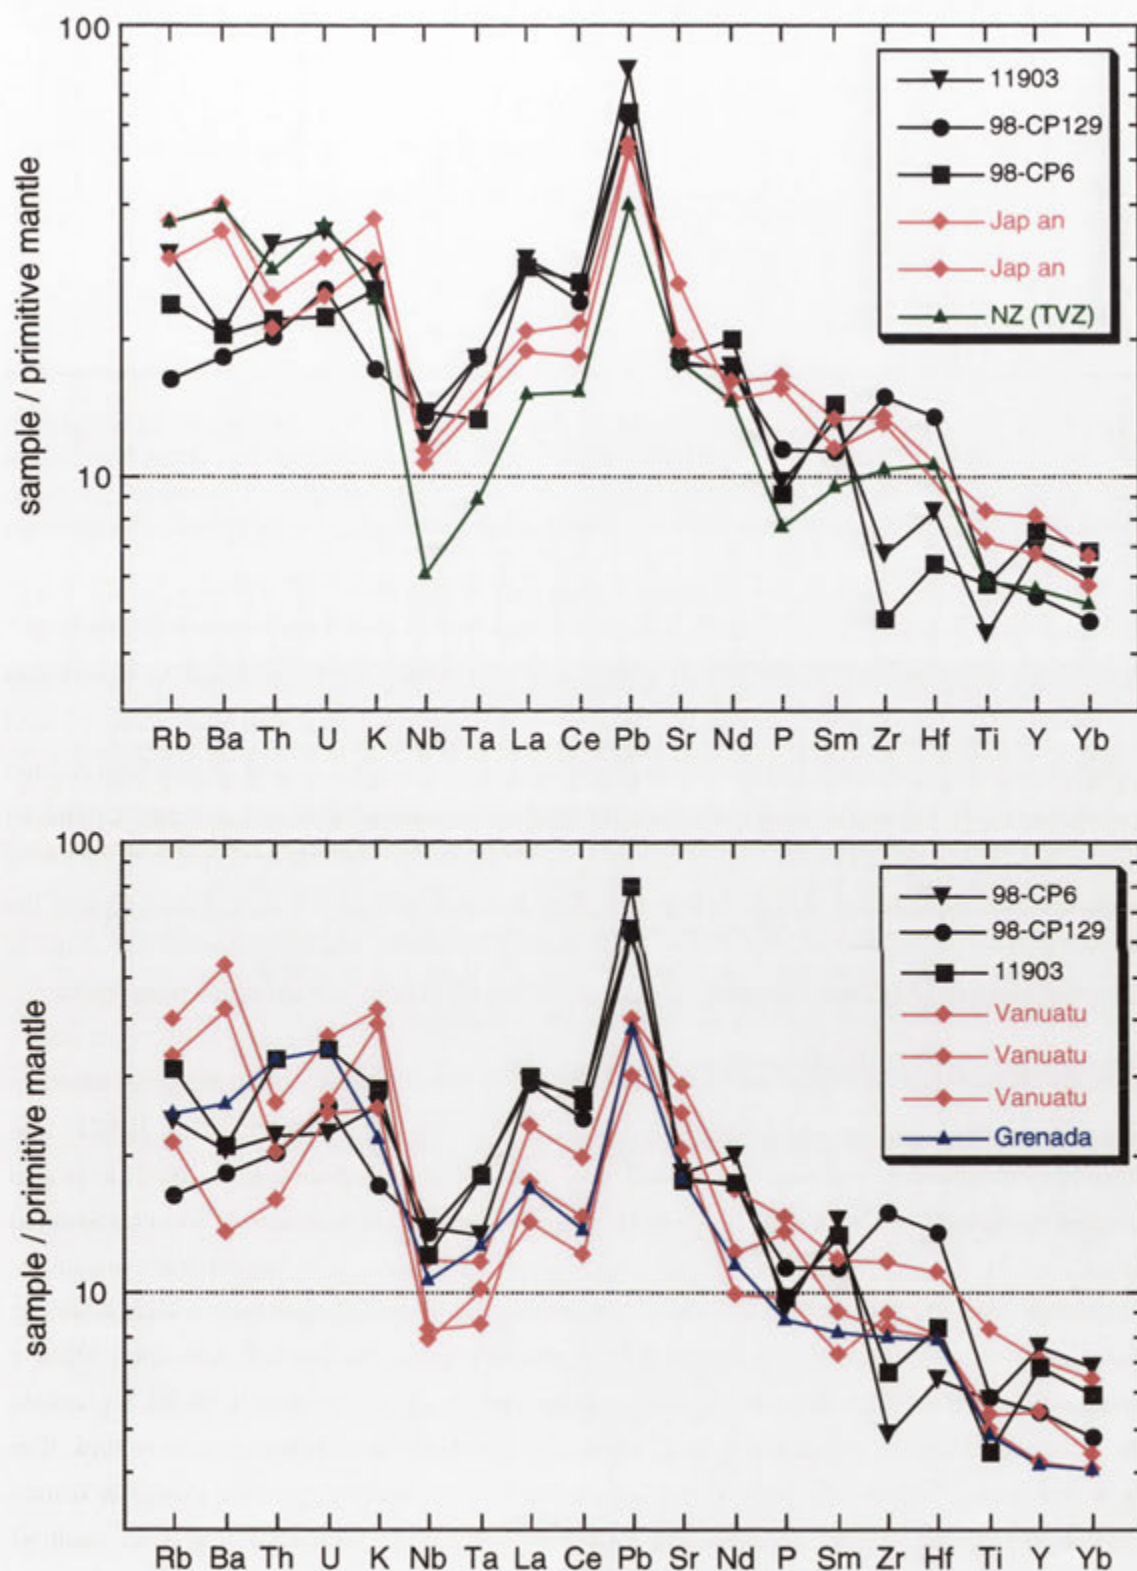 100
10
sample / primitive mantle
11903
98-CP129
98-CP6
Jap an
Jap an
NZ (TVZ)
Rb Ba Th U K Nb Ta La Ce Pb Sr Nd P Sm Zr Hf Ti Y Yb
100
10
sample / primitive mantle
98-CP6
98-CP129
11903
Vanuatu
Vanuatu
Vanuatu
Grenada
Rb Ba Th U K Nb Ta La Ce Pb Sr Nd P Sm Zr Hf Ti Y Yb